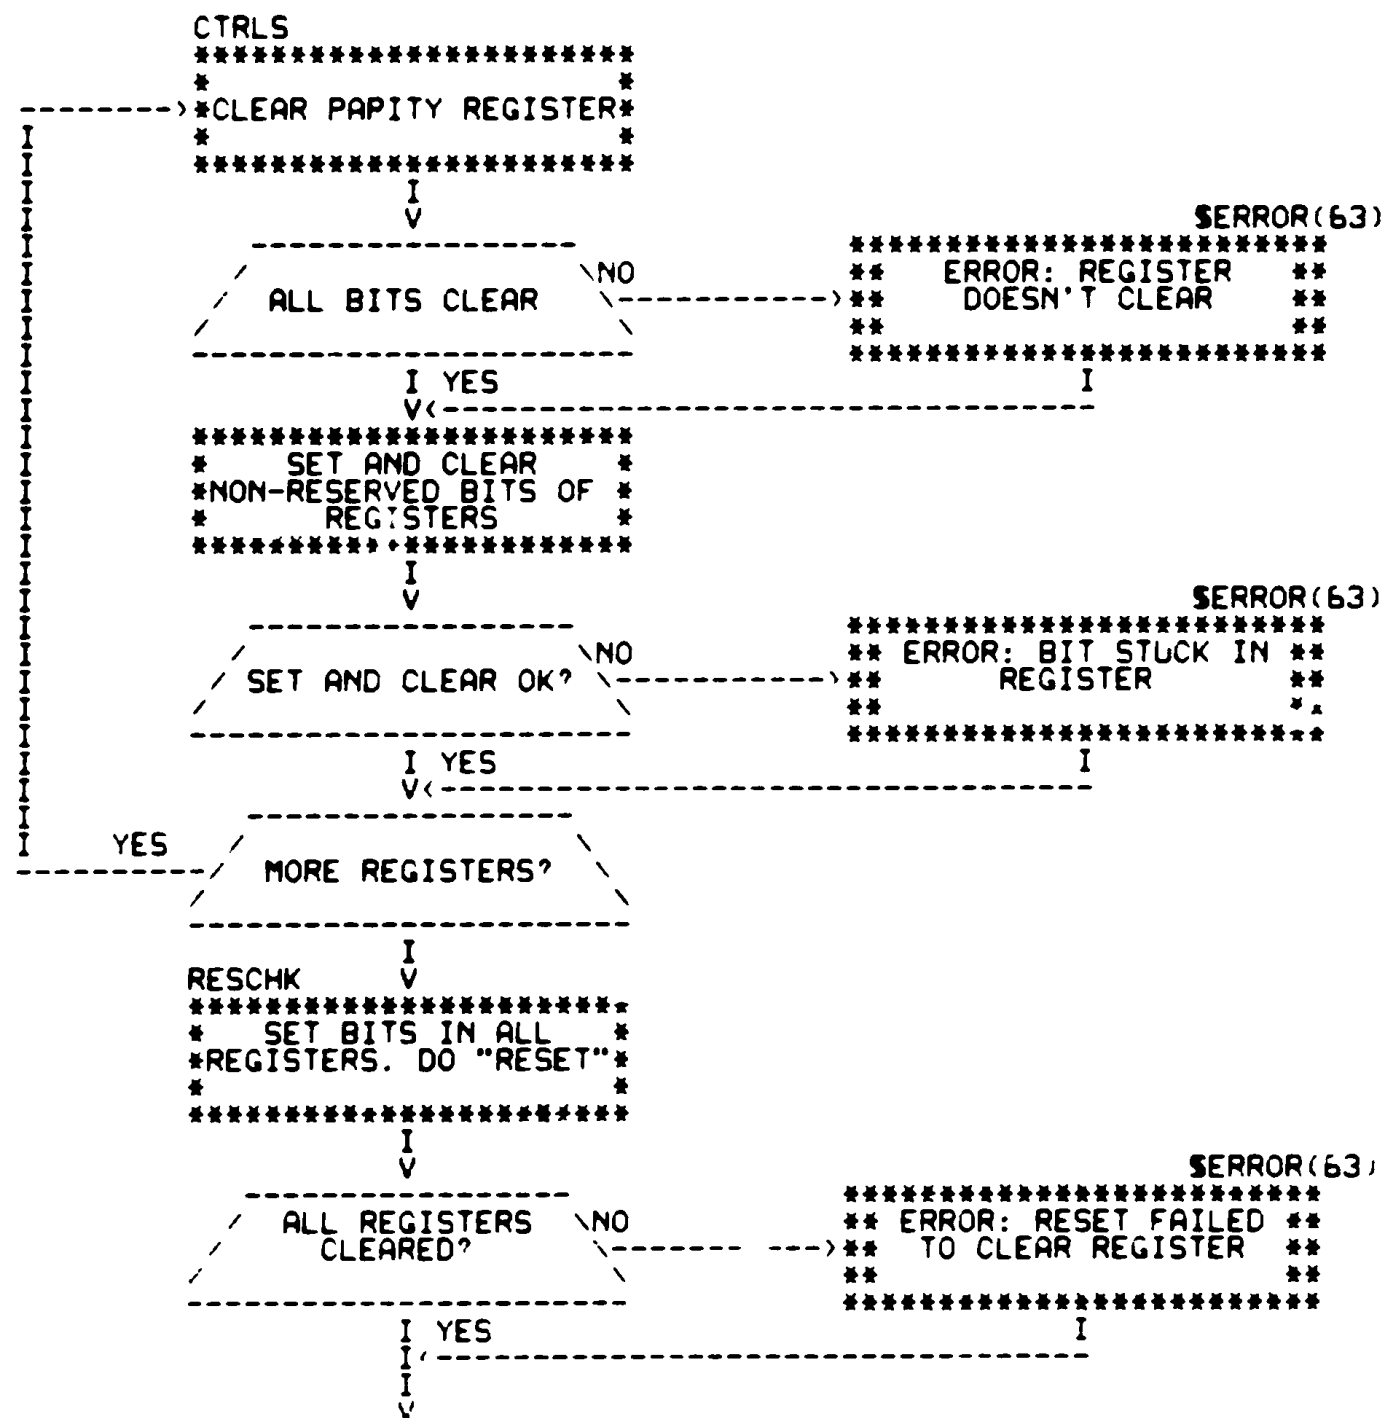 CTRLS
CLEAR PAPITY REGISTER
$ERROR(63)
ALL BITS CLEAR
NO
ERROR: REGISTER
DOESN'T CLEAR
YES
SET AND CLEAR
NON-RESERVED BITS OF
REGISTERS
$ERROR(63)
SET AND CLEAR OK?
NO
ERROR: BIT STUCK IN
REGISTER
YES
YES
MORE REGISTERS?
RESCHK
SET BITS IN ALL
REGISTERS. DO "RESET"
$ERROR(63)
ALL REGISTERS
CLEARED?
NO
ERROR: RESET FAILED
TO CLEAR REGISTER
YES